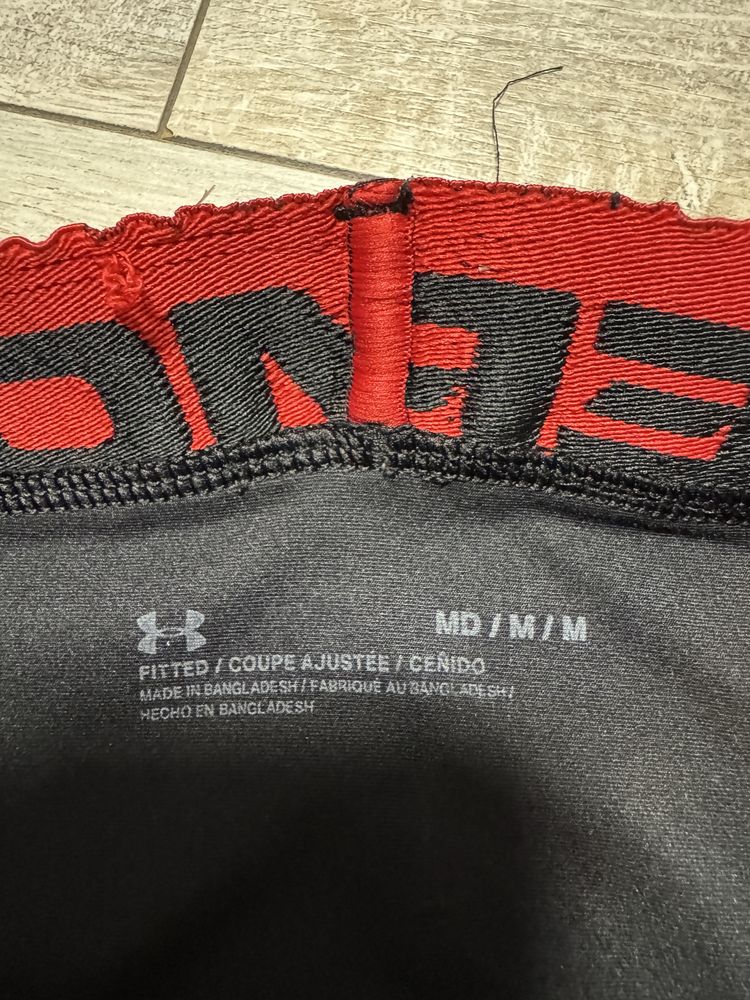 MD / M / M
FITTED / COUPE AJUSTÉE / CEÑIDO
MADE IN BANGLADESH / FABRIQUÉ AU BANGLADESH /
HECHO EN BANGLADESH